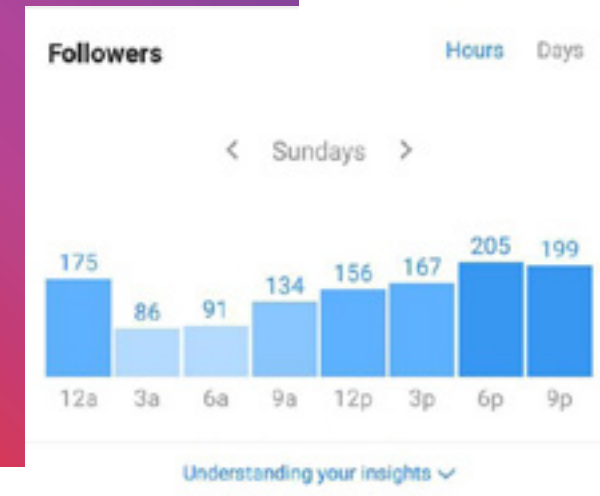 Followers Hours Days
Sundays
175 86 91 134 156 167 205 199
12a 3a 6a 9a 12p 3p 6p 9p
Understanding your insights